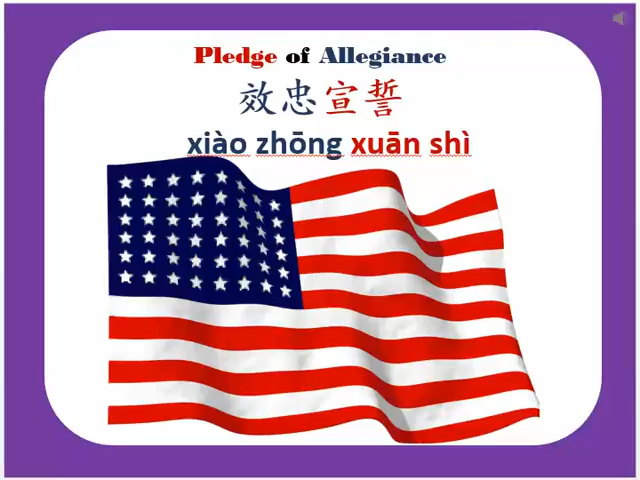 Pledge of Allegiance
效忠宣誓
xiào zhōng xuān shì